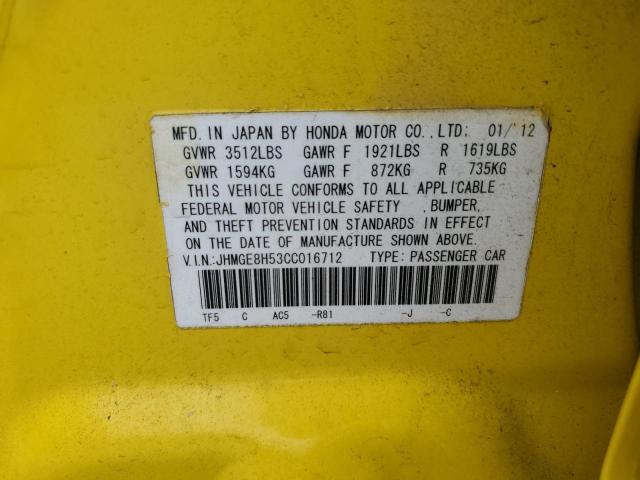 MFD. IN JAPAN BY HONDA MOTOR CO.,LTD: 01/'12
GVWR 3512LBS GAWR F 1921LBS R 1619LBS
GVWR 1594KG GAWR F 872KG R 735KG
THIS VEHICLE CONFORMS TO ALL APPLICABLE
FEDERAL MOTOR VEHICLE SAFETY ,BUMPER,
AND THEFT PREVENTION STANDARDS IN EFFECT
ON THE DATE OF MANUFACTURE SHOWN ABOVE.
V.IN:JHMGE8H53CC016712 TYPE: PASSENGER CAR
TF5 C AC5 -R81 -J -C